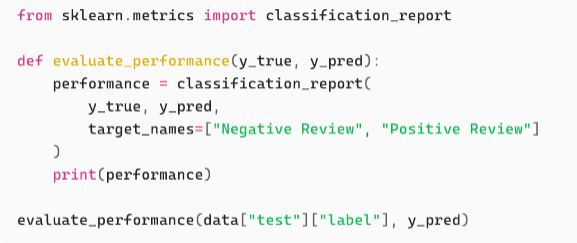 from sklearn.metrics import classification_report

def evaluate_performance(y_true, y_pred):
    performance = classification_report(
        y_true, y_pred,
        target_names=["Negative Review", "Positive Review"]
    )
    print(performance)

evaluate_performance(data["test"]["label"], y_pred)